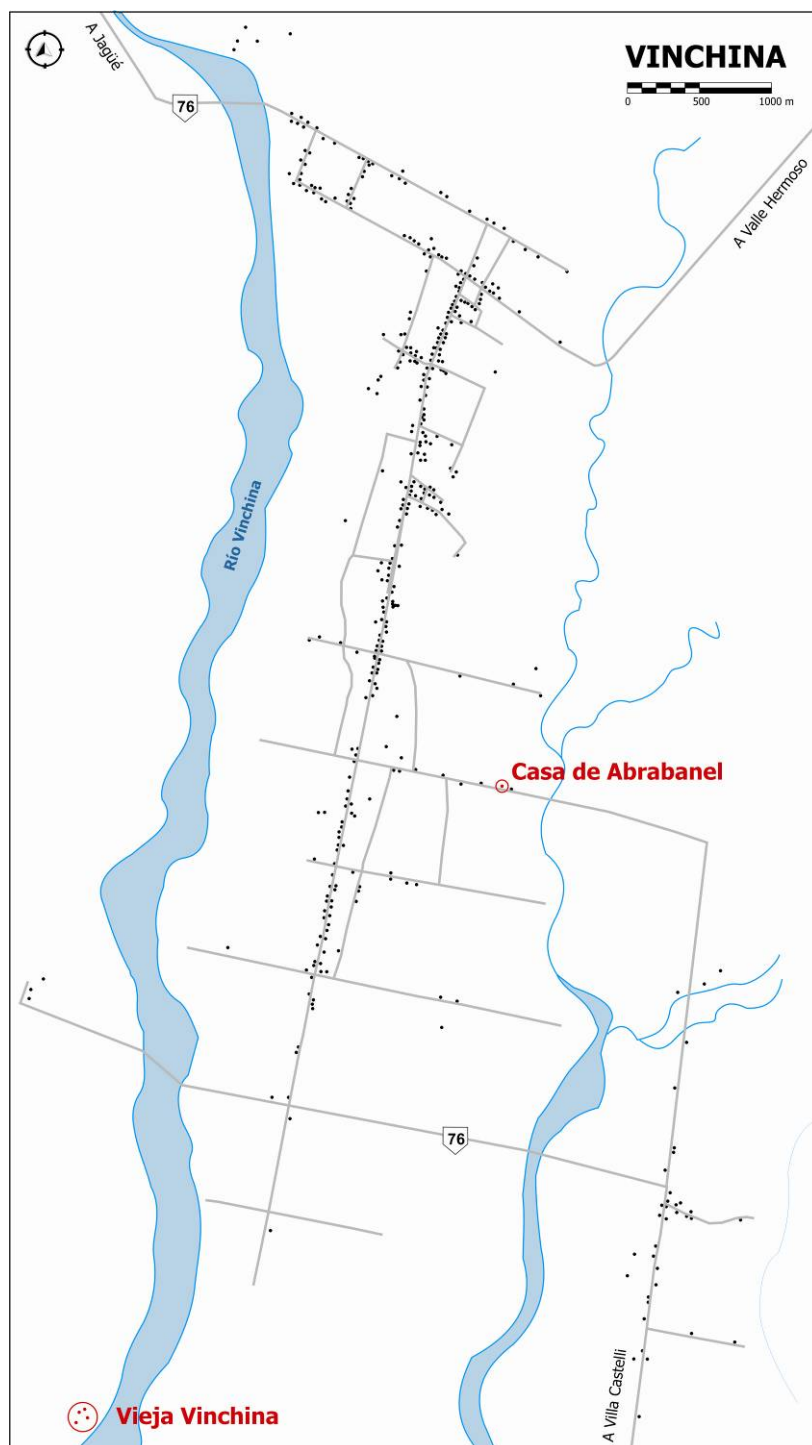 A Jagüé
VINCHINA
76
0 500 1000 m
A Valle Hermoso
Río Vinchina
Casa de Abrabanel
76
A Villa Castelli
Vieja Vinchina